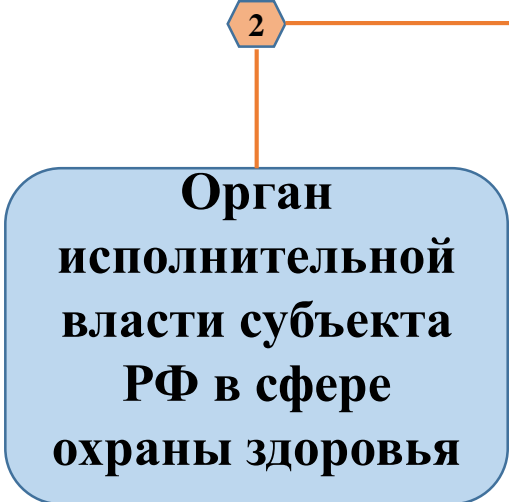 2
Орган
исполнительной
власти субъекта
РФ в сфере
охраны здоровья